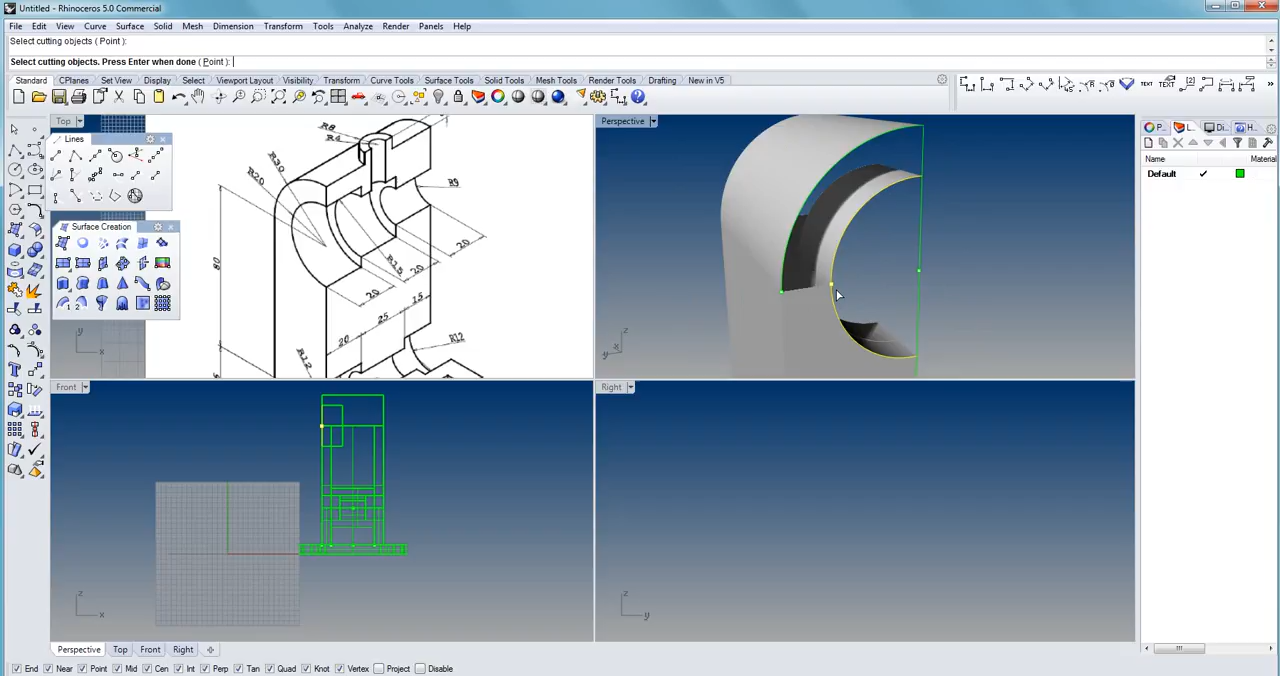 Untitled - Rhinoceros 5.0 Commercial
File Edit View Curve Surface Solid Mesh Dimension Transform Tools Analyze Render Panels Help
Select cutting objects ( Point ):
Select cutting objects. Press Enter when done ( Point ):
Standard CPlanes Set View Display Select Viewport Layout Visibility Transform Curve Tools Surface Tools Solid Tools Mesh Tools Render Tools Drafting New in V5
Top
Perspective
P... L... Di... H...
Lines
Name Material
Default
Surface Creation
R8
R4
R30
R20
R9
80
20
R15
20
20
15
25
20
R12
R12
y
x
z
x
y
Front
Right
z
x
z
y
Perspective Top Front Right
End Near Point Mid Cen Int Perp Tan Quad Knot Vertex Project Disable